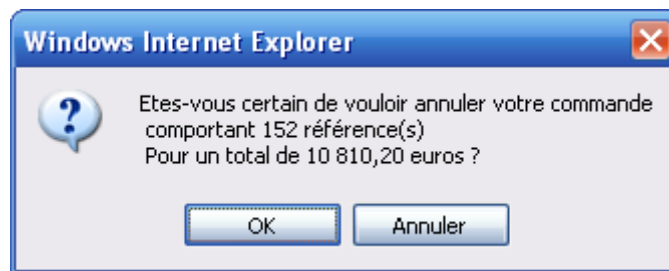 Windows Internet Explorer
Etes-vous certain de vouloir annuler votre commande
comportant 152 référence(s)
Pour un total de 10 810,20 euros ?
OK
Annuler